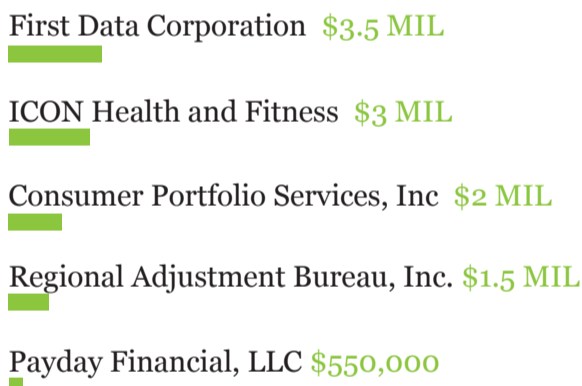 First Data Corporation $3.5 MIL
ICON Health and Fitness $3 MIL
Consumer Portfolio Services, Inc $2 MIL
Regional Adjustment Bureau, Inc. $1.5 MIL
Payday Financial, LLC $550,000